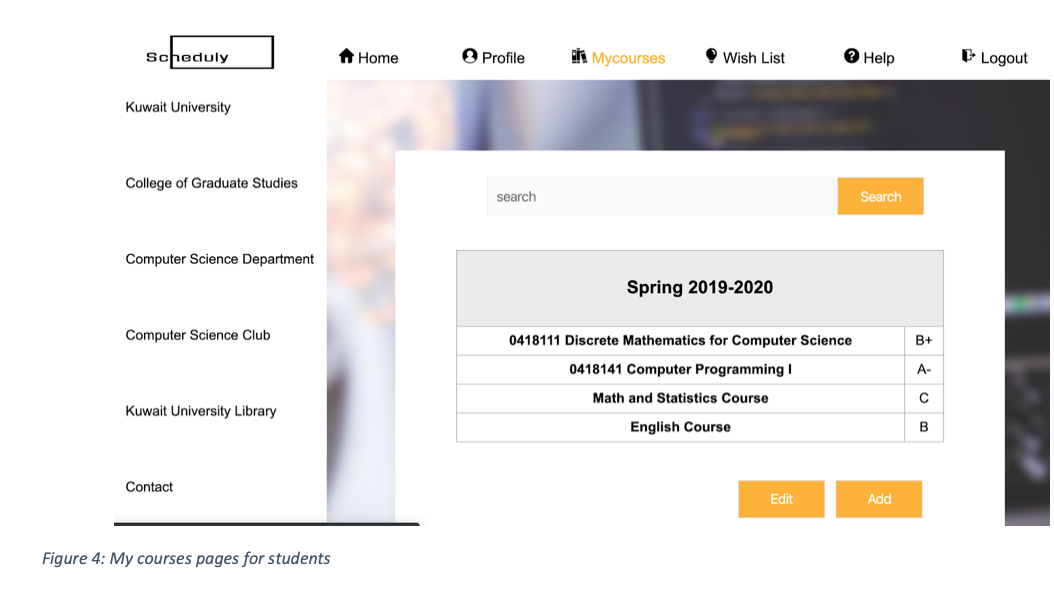 Scheduly
Home Profile Mycourses Wish List Help Logout
Kuwait University
College of Graduate Studies
Computer Science Department
Computer Science Club
Kuwait University Library
Contact
search Search
Spring 2019-2020
0418111 Discrete Mathematics for Computer Science B+
0418141 Computer Programming I A-
Math and Statistics Course C
English Course B
Edit Add
Figure 4: My courses pages for students